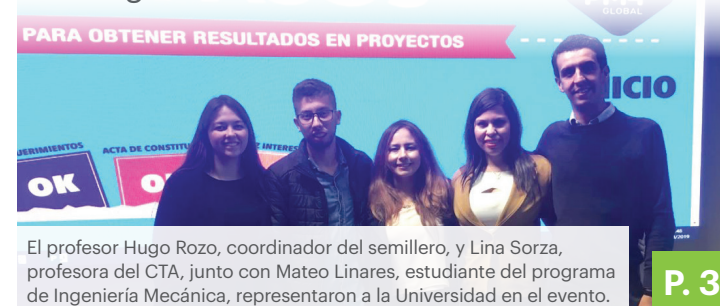 GLOBAL
PARA OBTENER RESULTADOS EN PROYECTOS
ICIO
ACTA DE CONSTITU
INTERES
OK
El profesor Hugo Rozo, coordinador del semillero, y Lina Sorza,
profesora del CTA, junto con Mateo Linares, estudiante del programa
de Ingeniería Mecánica, representaron a la Universidad en el evento.
P. 3